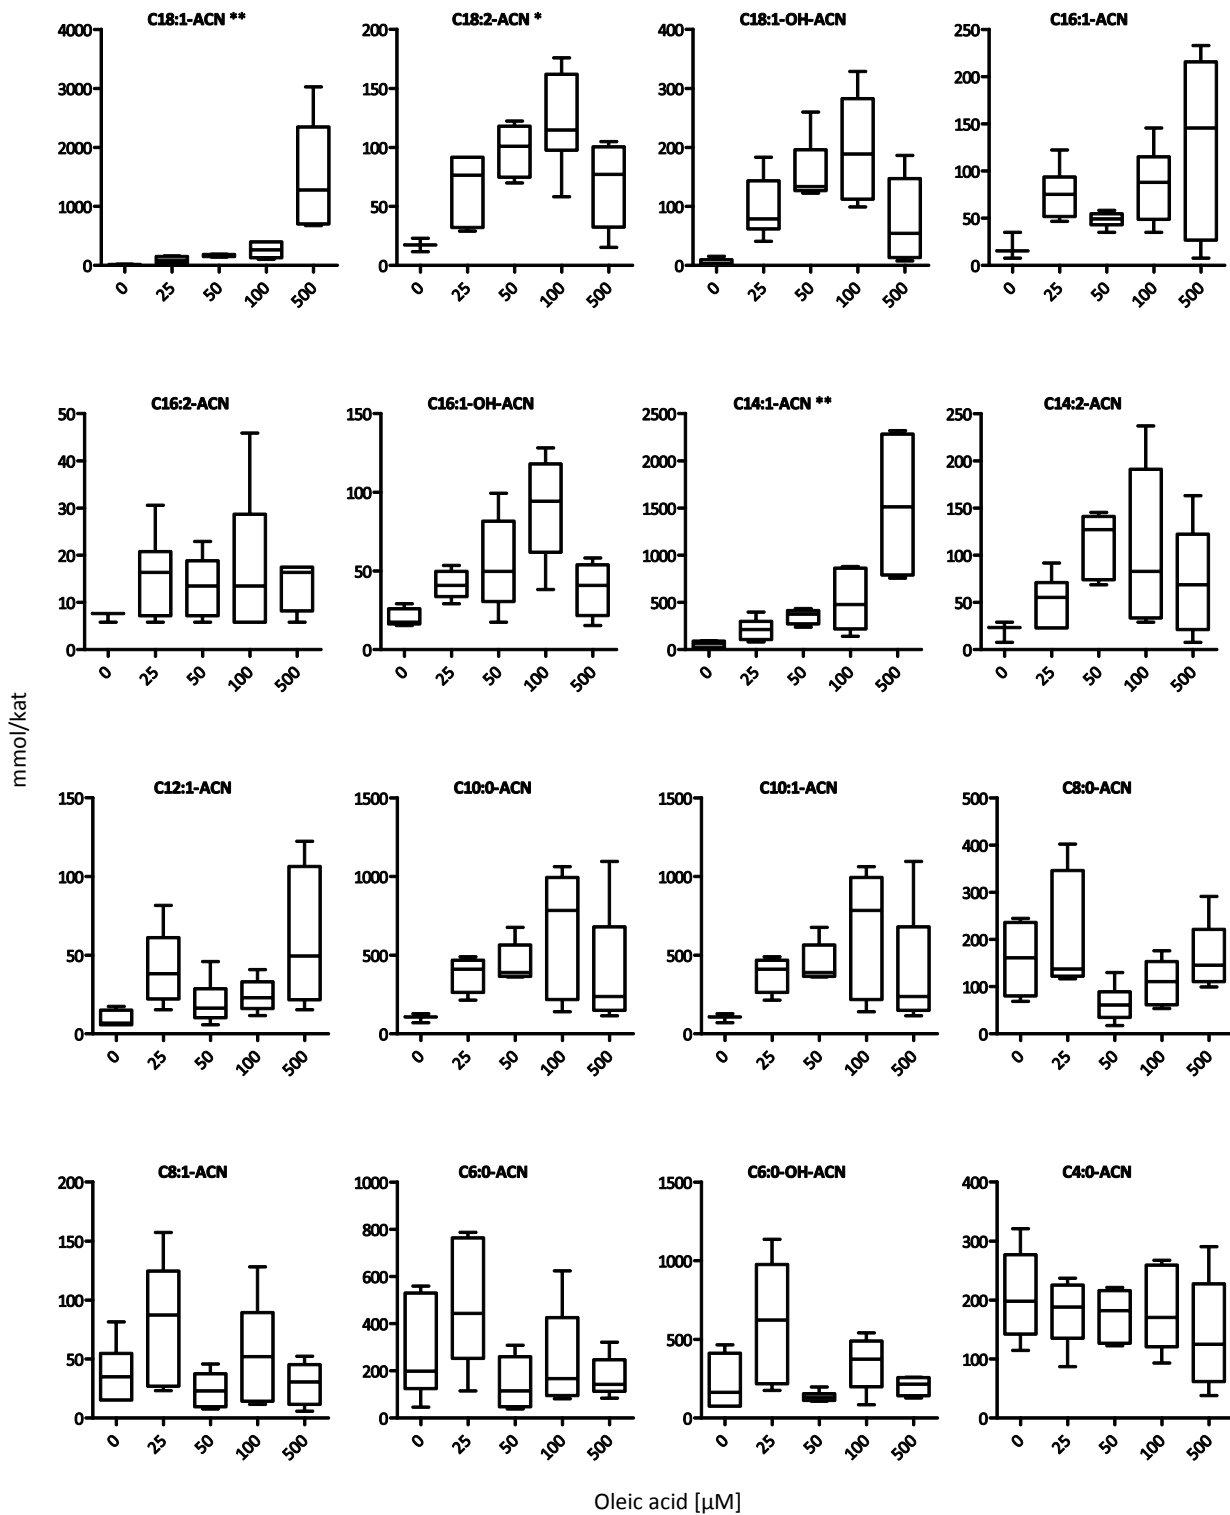 C18:1-ACN ** C18:2-ACN * C18:1-OH-ACN C16:1-ACN
4000 200 400 250
3000 150 300 200
2000 100 200 150
1000 50 100 100
0 0 0 50
0
0 25 50 100 500 0 25 50 100 500 0 25 50 100 500 0 25 50 100 500
C16:2-ACN C16:1-OH-ACN C14:1-ACN ** C14:2-ACN
50 150 2500 250
40 100 2000 200
30 50 1500 150
20 0 1000 100
10 500 50
0 0 0
0 25 50 100 500 0 25 50 100 500 0 25 50 100 500 0 25 50 100 500
mmol/kat
C12:1-ACN C10:0-ACN C10:1-ACN C8:0-ACN
150 1500 1500 500
100 1000 1000 400
50 500 500 300
0 0 0 200
100
0
0 25 50 100 500 0 25 50 100 500 0 25 50 100 500 0 25 50 100 500
C8:1-ACN C6:0-ACN C6:0-OH-ACN C4:0-ACN
200 1000 1500 400
150 800 1000 300
100 600 500 200
50 400 0 100
0 200 0
0
0 25 50 100 500 0 25 50 100 500 0 25 50 100 500 0 25 50 100 500
Oleic acid [µM]